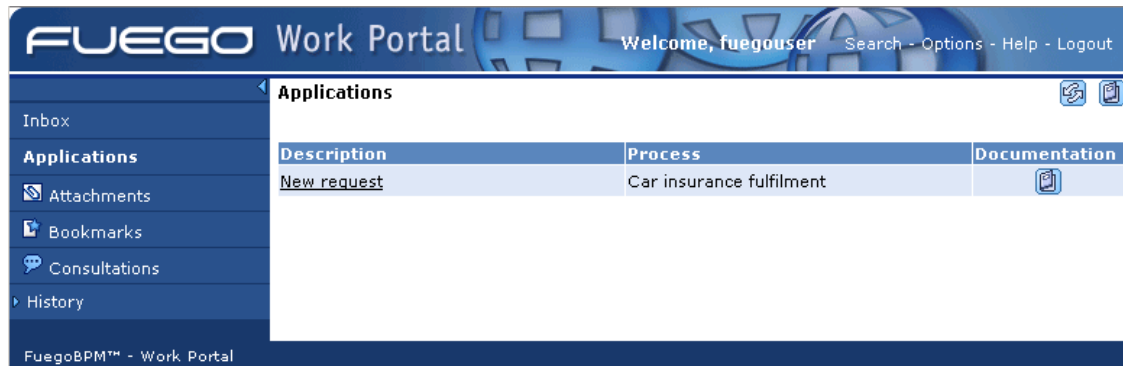 FUEGO Work Portal
Welcome, fuegouser Search - Options - Help - Logout
Applications
Inbox
Applications
Attachments
Bookmarks
Consultations
History
Description Process Documentation
New request Car insurance fulfilment
FuegoBPM™ - Work Portal